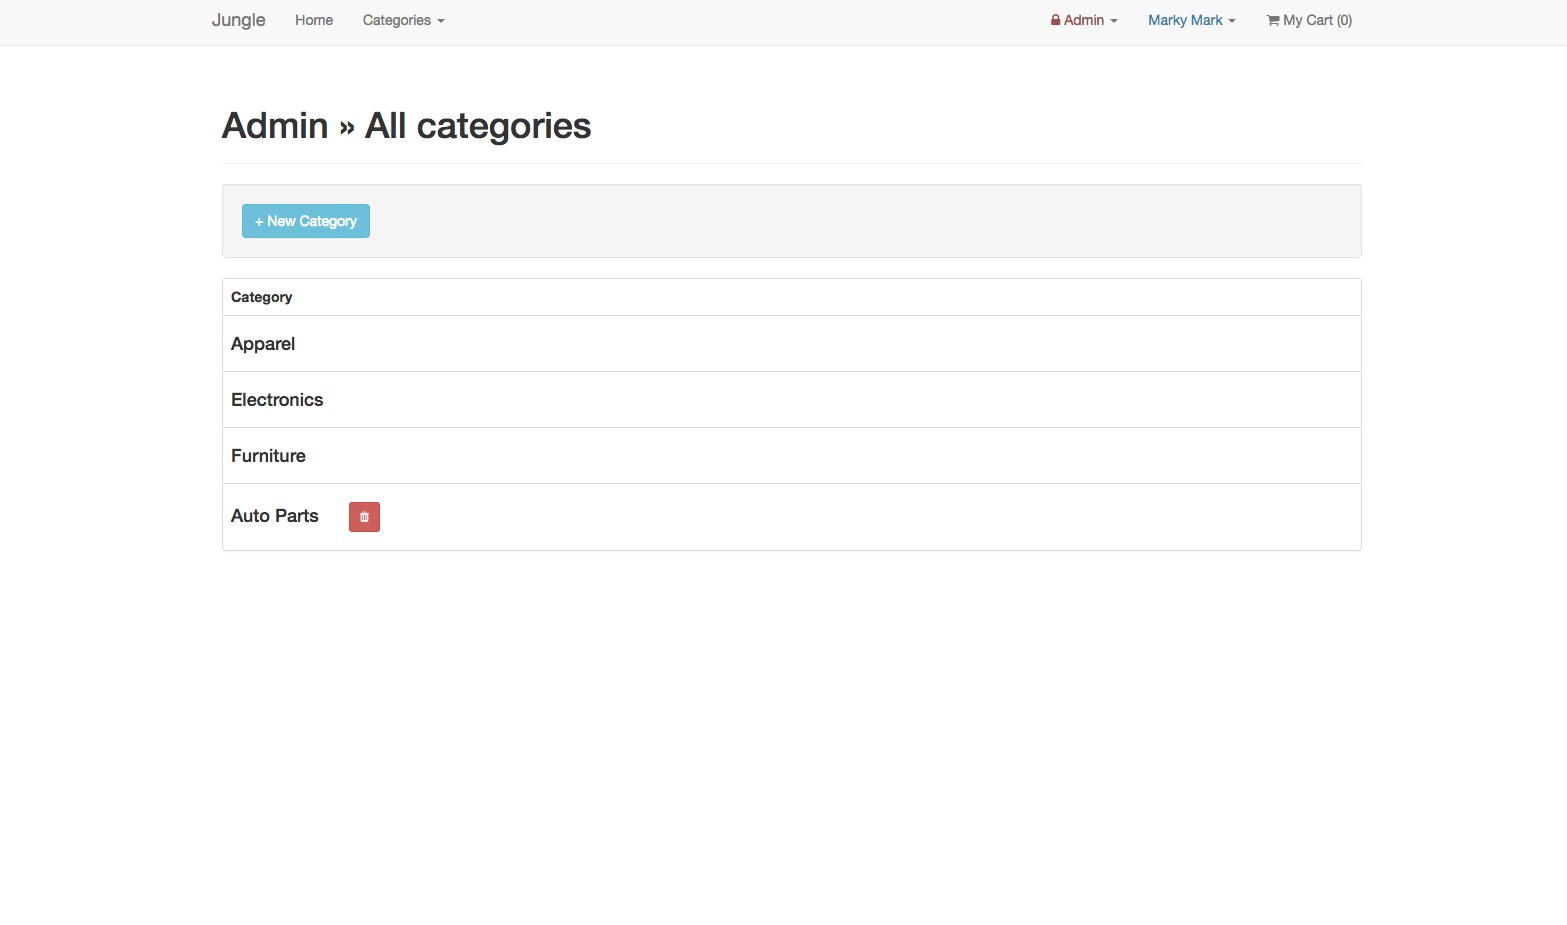 Jungle Home Categories Admin Marky Mark My Cart (0)
Admin » All categories
+ New Category
Category
Apparel
Electronics
Furniture
Auto Parts